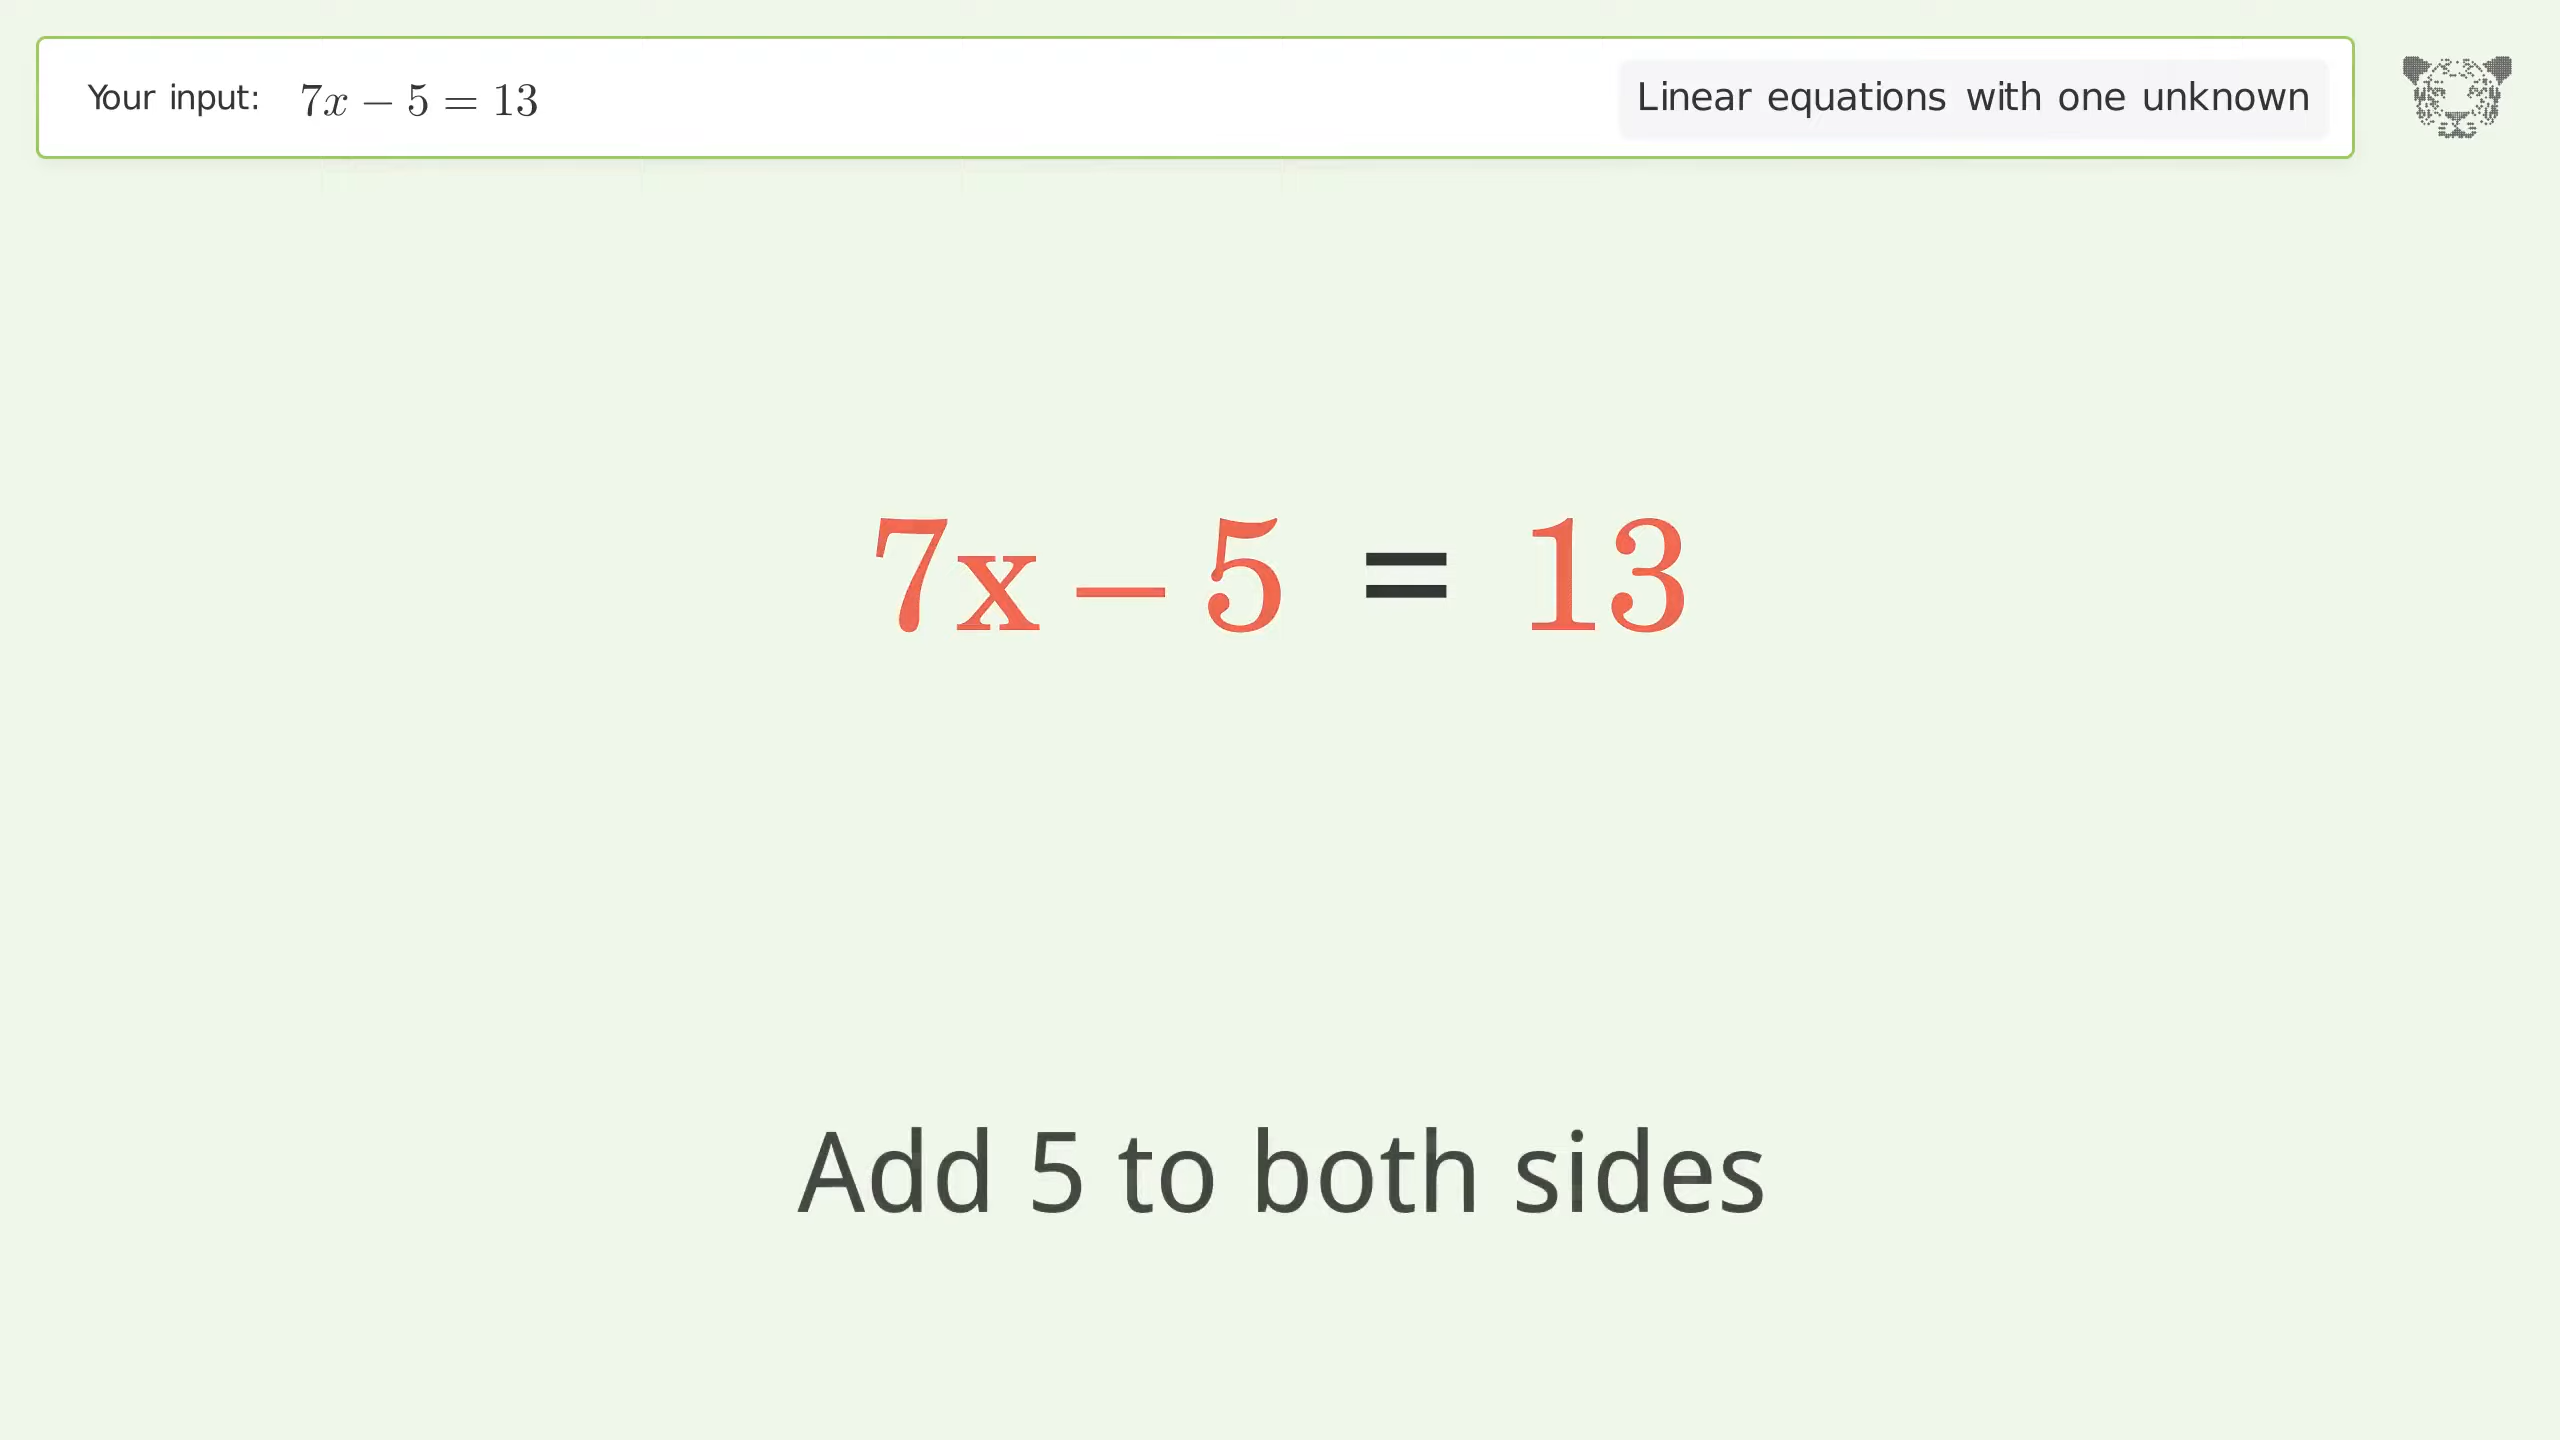 Your input: 7x − 5 = 13
Linear equations with one unknown
7x − 5 = 13
Add 5 to both sides